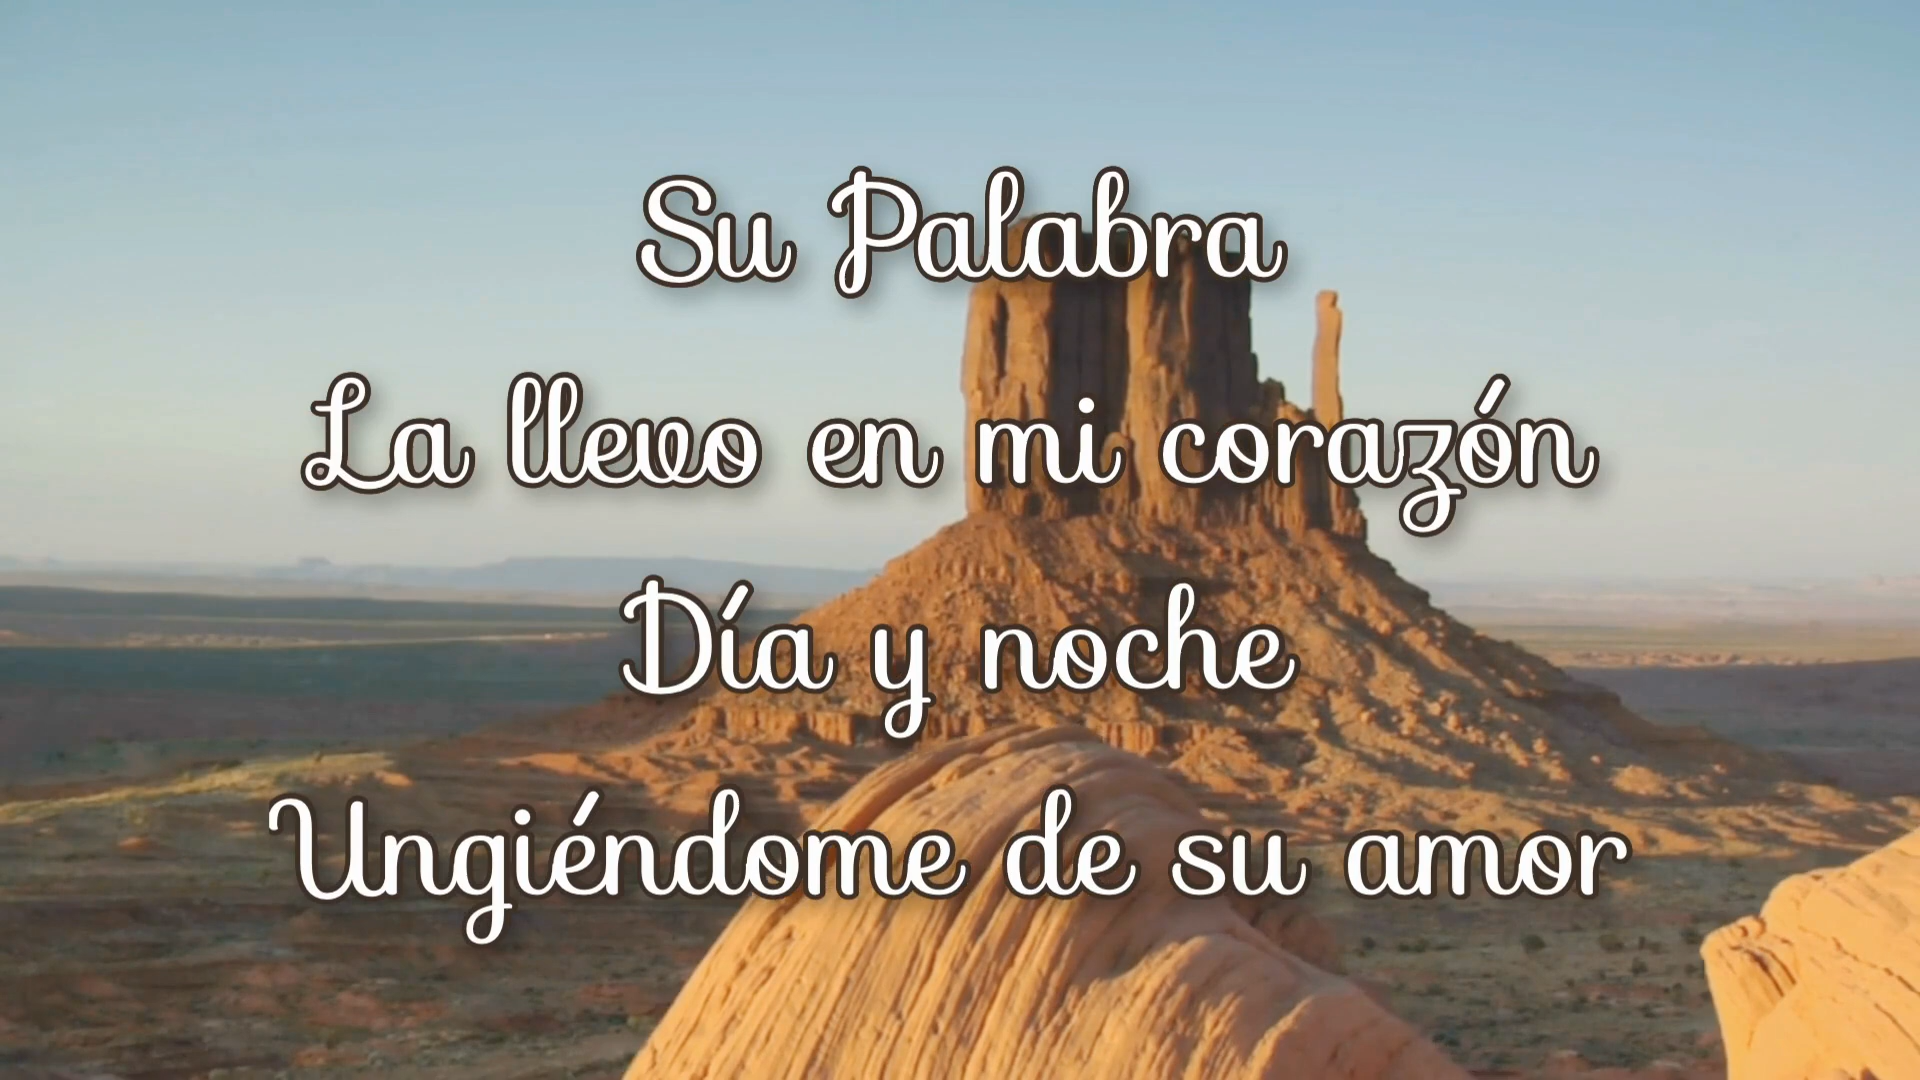 Su Palabra
La llevo en mi corazón
Día y noche
Ungiéndome de su amor